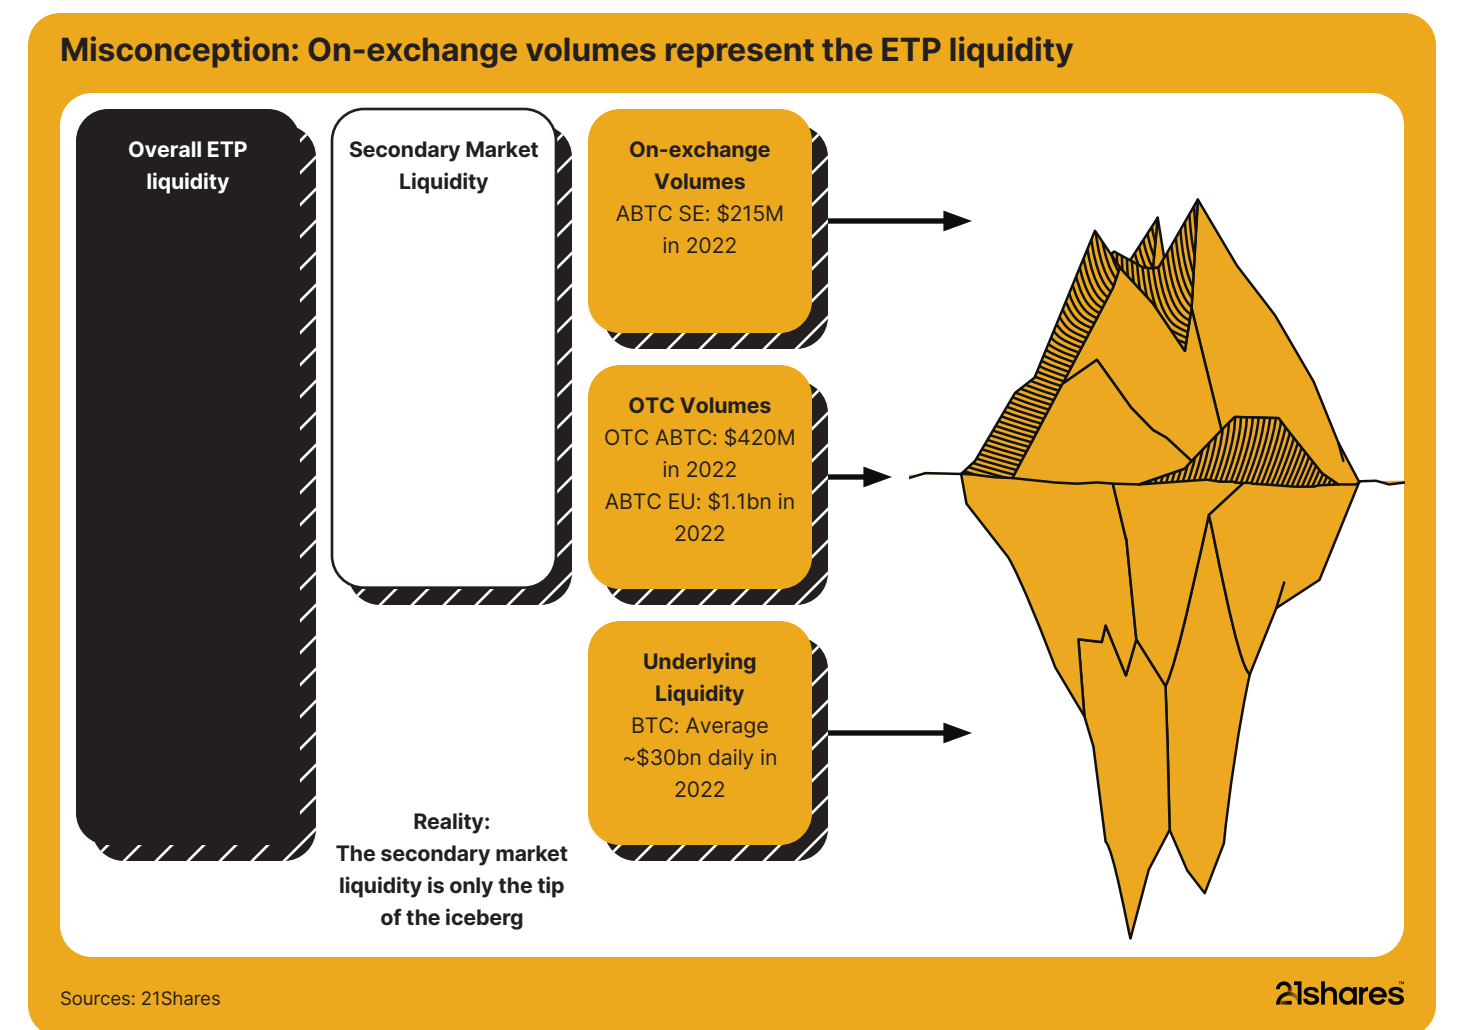 Misconception: On-exchange volumes represent the ETP liquidity
Overall ETP
liquidity
Secondary Market
Liquidity
On-exchange
Volumes
ABTC SE: $215M
in 2022
OTC Volumes
OTC ABTC: $420M
in 2022
ABTC EU: $1.1bn in
2022
Underlying
Liquidity
BTC: Average
~$30bn daily in
2022
Reality:
The secondary market
liquidity is only the tip
of the iceberg
Sources: 21Shares
21shares™